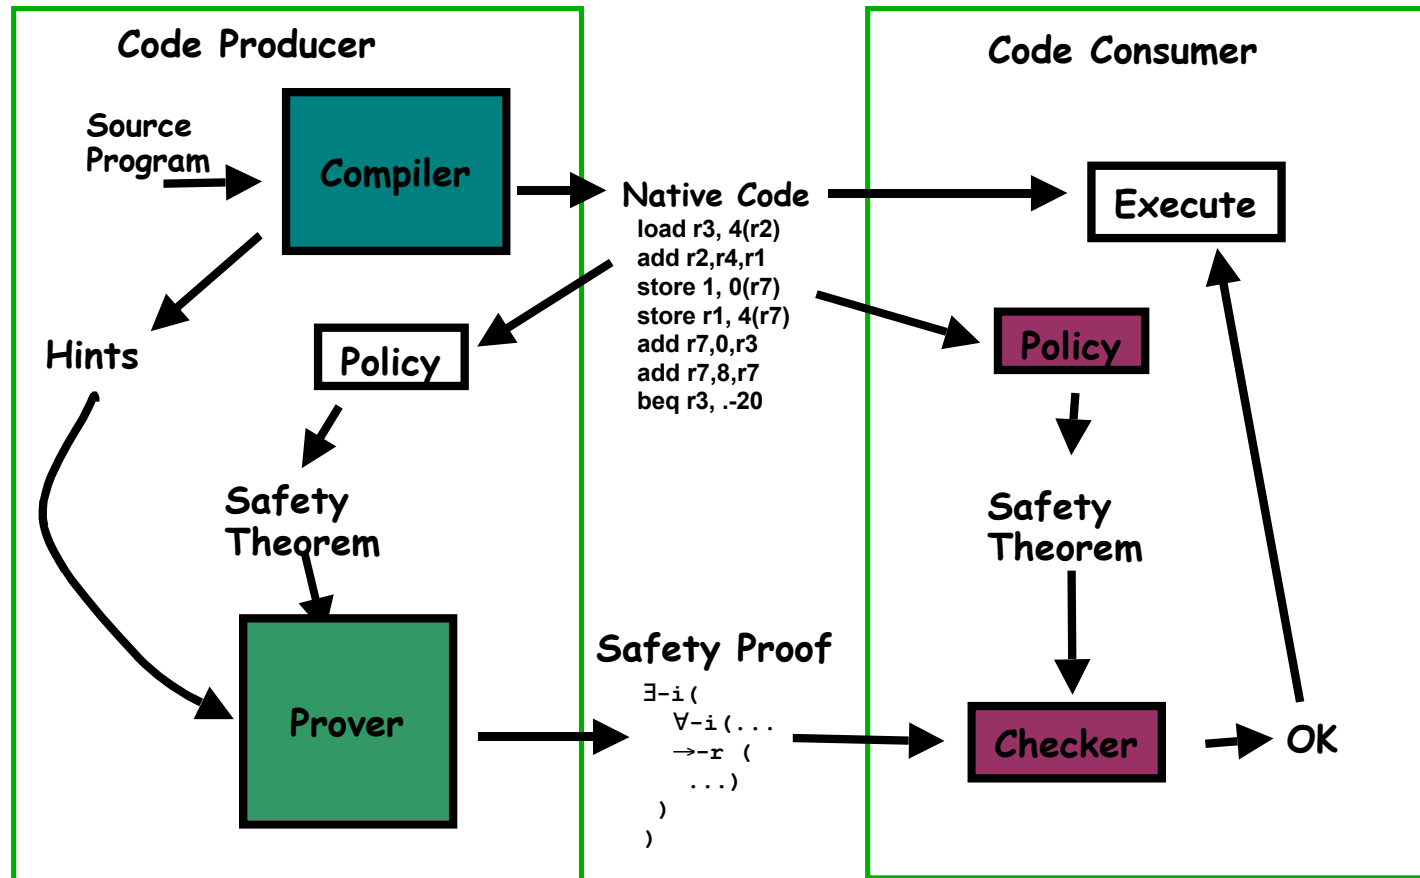 Code Producer
Source
Program
Compiler
Hints
Policy
Safety
Theorem
Prover
Native Code
load r3, 4(r2)
add r2,r4,r1
store 1, 0(r7)
store r1, 4(r7)
add r7,0,r3
add r7,8,r7
beq r3, .-20
Safety Proof
∃-i(
∀-i(...
→-r (
...)
)
)
Code Consumer
Execute
Policy
Safety
Theorem
Checker
OK